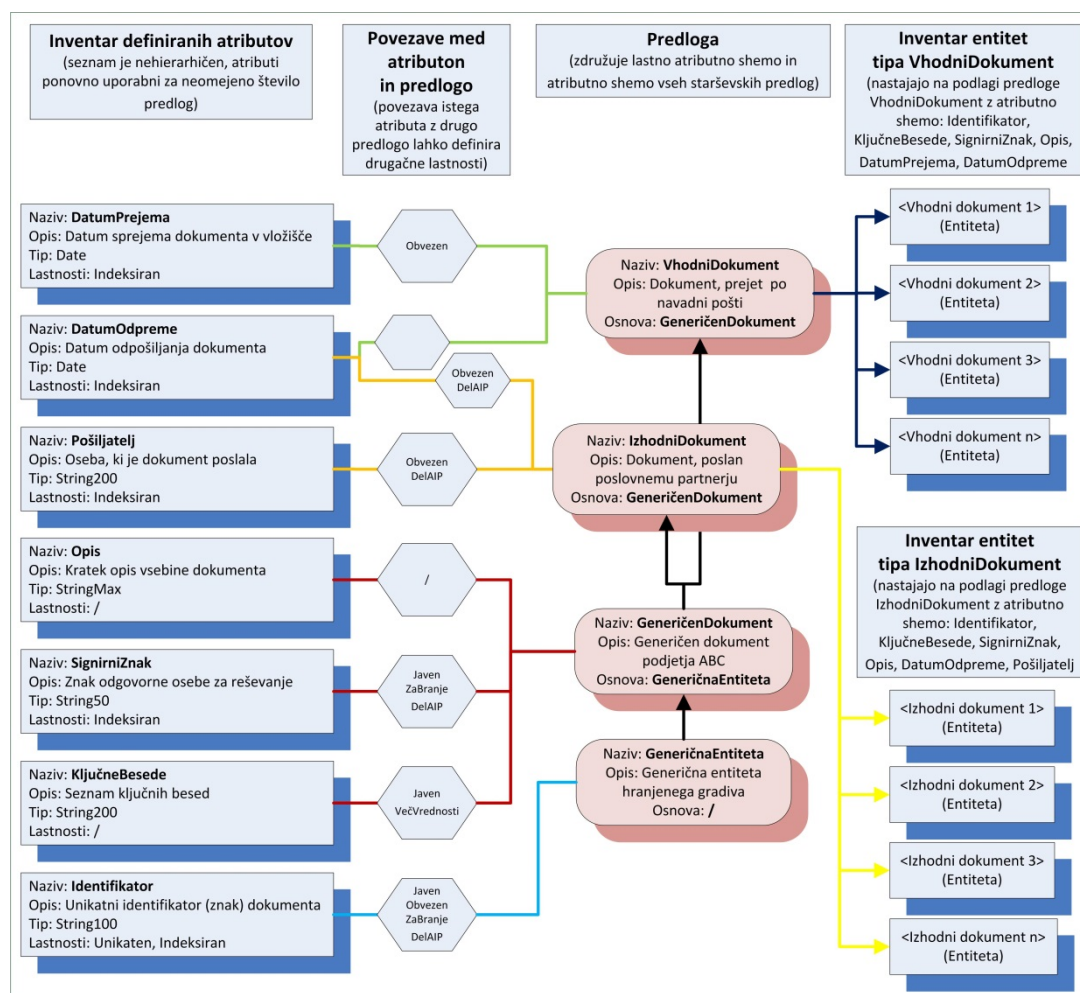 Inventar definiranih atributov
(seznam je nehierarhičen, atributi
ponovno uporabni za neomejeno število
predlog)
Povezave med
atributon
in predlogo
(povezava istega
atributa z drugo
predlogo lahko definira
drugačne lastnosti)
Predloga
(združuje lastno atributno shemo in
atributno shemo vseh starševskih predlog)
Inventar entitet
tipa VhodniDokument
(nastajajo na podlagi predloge
VhodniDokument z atributno
shemo: Identifikator,
KljučneBesede, SignirniZnak, Opis,
DatumPrejema, DatumOdpreme)
Naziv: DatumPrejema
Opis: Datum sprejema dokumenta v vložišče
Tip: Date
Lastnosti: Indeksiran
Naziv: DatumOdpreme
Opis: Datum odpošiljanja dokumenta
Tip: Date
Lastnosti: Indeksiran
Naziv: Pošiljatelj
Opis: Oseba, ki je dokument poslala
Tip: String200
Lastnosti: Indeksiran
Naziv: Opis
Opis: Kratek opis vsebine dokumenta
Tip: StringMax
Lastnosti: /
Naziv: SignirniZnak
Opis: Znak odgovorne osebe za reševanje
Tip: String50
Lastnosti: Indeksiran
Naziv: KljučneBesede
Opis: Seznam ključnih besed
Tip: String200
Lastnosti: /
Naziv: Identifikator
Opis: Unikatni identifikator (znak) dokumenta
Tip: String100
Lastnosti: Unikaten, Indeksiran
Obvezen
Obvezen
DelAIP
Obvezen
DelAIP
/
Javen
ZaBranje
DelAIP
Javen
VečVrednosti
Javen
Obvezen
ZaBranje
DelAIP
Naziv: VhodniDokument
Opis: Dokument, prejet po
navadni pošti
Osnova: GeneričenDokument
Naziv: IzhodniDokument
Opis: Dokument, poslan
poslovnemu partnerju
Osnova: GeneričenDokument
Naziv: GeneričenDokument
Opis: Generičen dokument
podjetja ABC
Osnova: GeneričnaEntiteta
Naziv: GeneričnaEntiteta
Opis: Generična entiteta
hranjenega gradiva
Osnova: /
<Vhodni dokument 1>
(Entiteta)
<Vhodni dokument 2>
(Entiteta)
<Vhodni dokument 3>
(Entiteta)
<Vhodni dokument n>
(Entiteta)
Inventar entitet
tipa IzhodniDokument
(nastajajo na podlagi predloge
IzhodniDokument z atributno
shemo: Identifikator,
KljučneBesede, SignirniZnak,
Opis, DatumOdpreme, Pošiljatelj)
<Izhodni dokument 1>
(Entiteta)
<Izhodni dokument 2>
(Entiteta)
<Izhodni dokument 3>
(Entiteta)
<Izhodni dokument n>
(Entiteta)